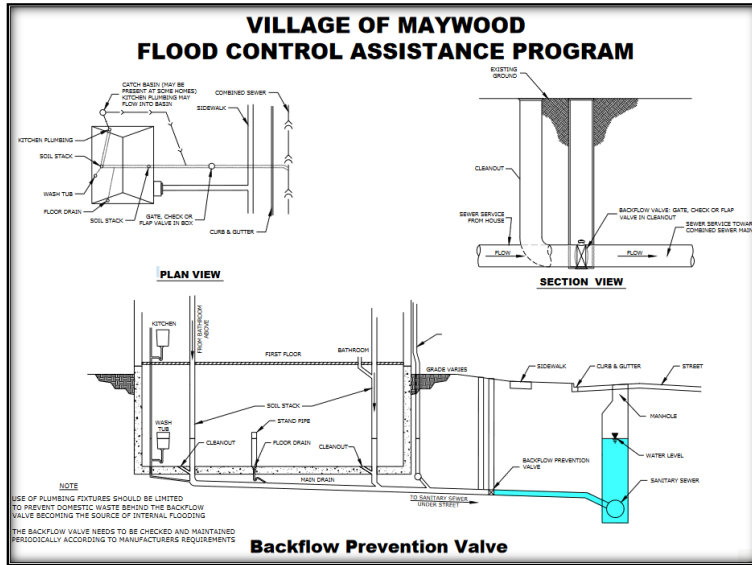 VILLAGE OF MAYWOOD
FLOOD CONTROL ASSISTANCE PROGRAM
CATCH BASIN (MAY BE
PRESENT AT SOME HOMES)
KITCHEN PLUMBING MAY
FLOW INTO BASIN
COMBINED SEWER
SIDEWALK
KITCHEN PLUMBING
SOIL STACK
WASH TUB
FLOOR DRAIN
SOIL STACK
GATE, CHECK OR
FLAP VALVE IN BOX
CURB & GUTTER
PLAN VIEW
EXISTING
GROUND
CLEANOUT
BACKFLOW VALVE: GATE, CHECK OR FLAP
VALVE IN CLEANOUT
SEWER SERVICE
FROM HOUSE
SEWER SERVICE TOWAR
COMBINED SEWER MAIN
FLOW
FLOW
SECTION VIEW
KITCHEN
FROM BATHROOM
ABOVE
FIRST FLOOR
BATHROOM
GRADE VARIES
SIDEWALK
CURB & GUTTER
STREET
SOIL STACK
STAND PIPE
MANHOLE
WASH
TUB
CLEANOUT
FLOOR DRAIN
CLEANOUT
MAIN DRAIN
BACKFLOW PREVENTION
VALVE
WATER LEVEL
SANITARY SEWER
TO SANITARY SEWER
UNDER STREET
NOTE
USE OF PLUMBING FIXTURES SHOULD BE LIMITED
TO PREVENT DOMESTIC WASTE BEHIND THE BACKFLOW
VALVE BECOMING THE SOURCE OF INTERNAL FLOODING
THE BACKFLOW VALVE NEEDS TO BE CHECKED AND MAINTAINED
PERIODICALLY ACCORDING TO MANUFACTURERS REQUIREMENTS
Backflow Prevention Valve